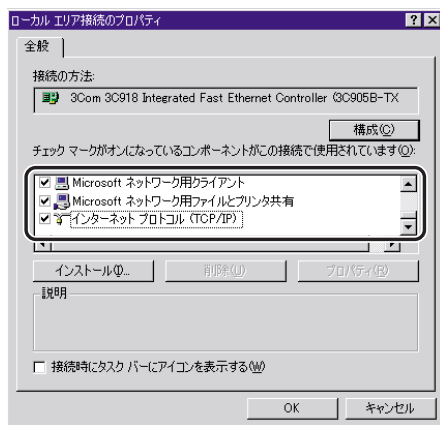 ローカル エリア接続のプロパティ
全般
接続の方法:
3Com 3C918 Integrated Fast Ethernet Controller (3C905B-TX
構成(C)
チェック マークがオンになっているコンポーネントがこの接続で使用されています(O):
Microsoft ネットワーク用クライアント
Microsoft ネットワーク用ファイルとプリンタ共有
インターネット プロトコル (TCP/IP)
インストール(I)... 削除(U) プロパティ(R)
説明
接続時にタスク バーにアイコンを表示する(W)
OK キャンセル